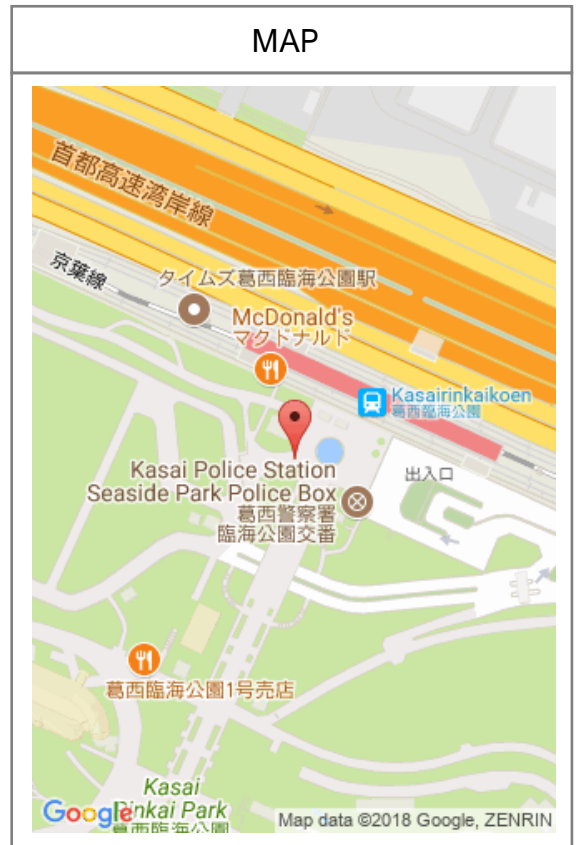 MAP
首都高速湾岸線
京葉線
タイムズ葛西臨海公園駅
McDonald's
マクドナルド
Kasairinkaikoen
葛西臨海公園
Kasai Police Station
Seaside Park Police Box
葛西警察署
臨海公園交番
出入口
葛西臨海公園1号売店
Kasai
Rinkai Park
葛西臨海公園
Google
Map data ©2018 Google, ZENRIN